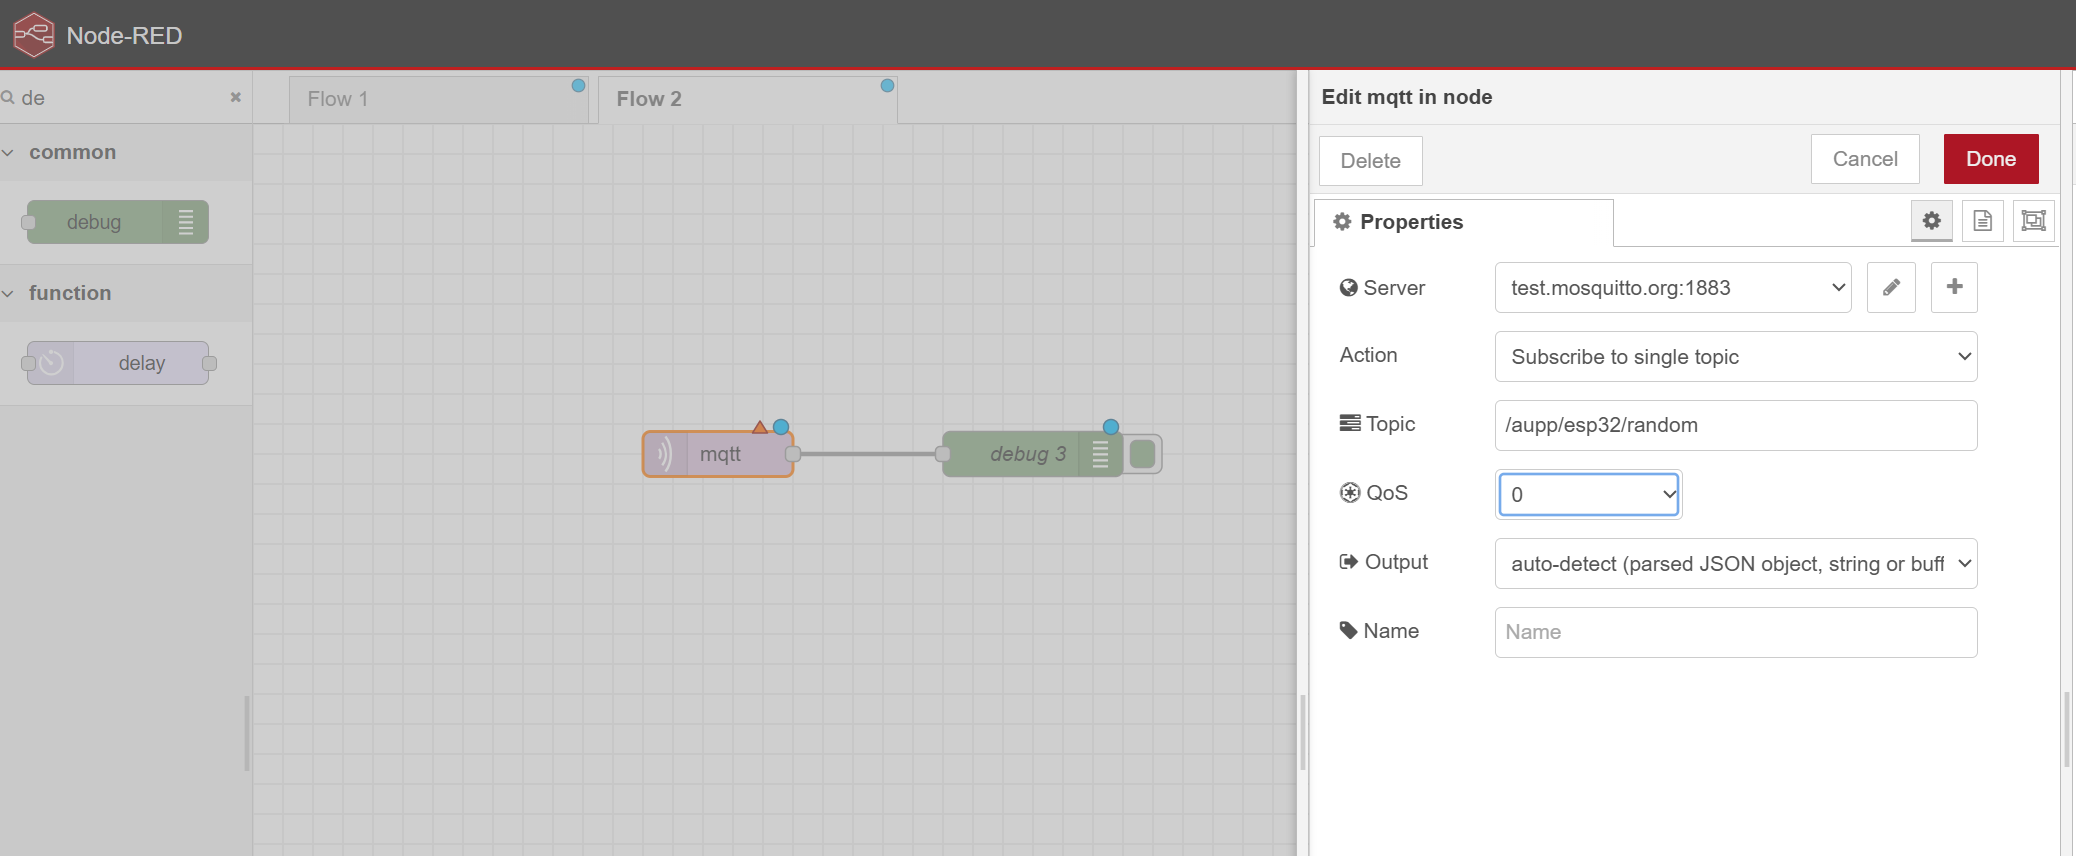 Node-RED
de
Flow 1
Flow 2
common
debug
function
delay
mqtt
debug 3
Edit mqtt in node
Delete
Cancel
Done
Properties
Server
test.mosquitto.org:1883
Action
Subscribe to single topic
Topic
/aupp/esp32/random
QoS
0
Output
auto-detect (parsed JSON object, string or buff
Name
Name